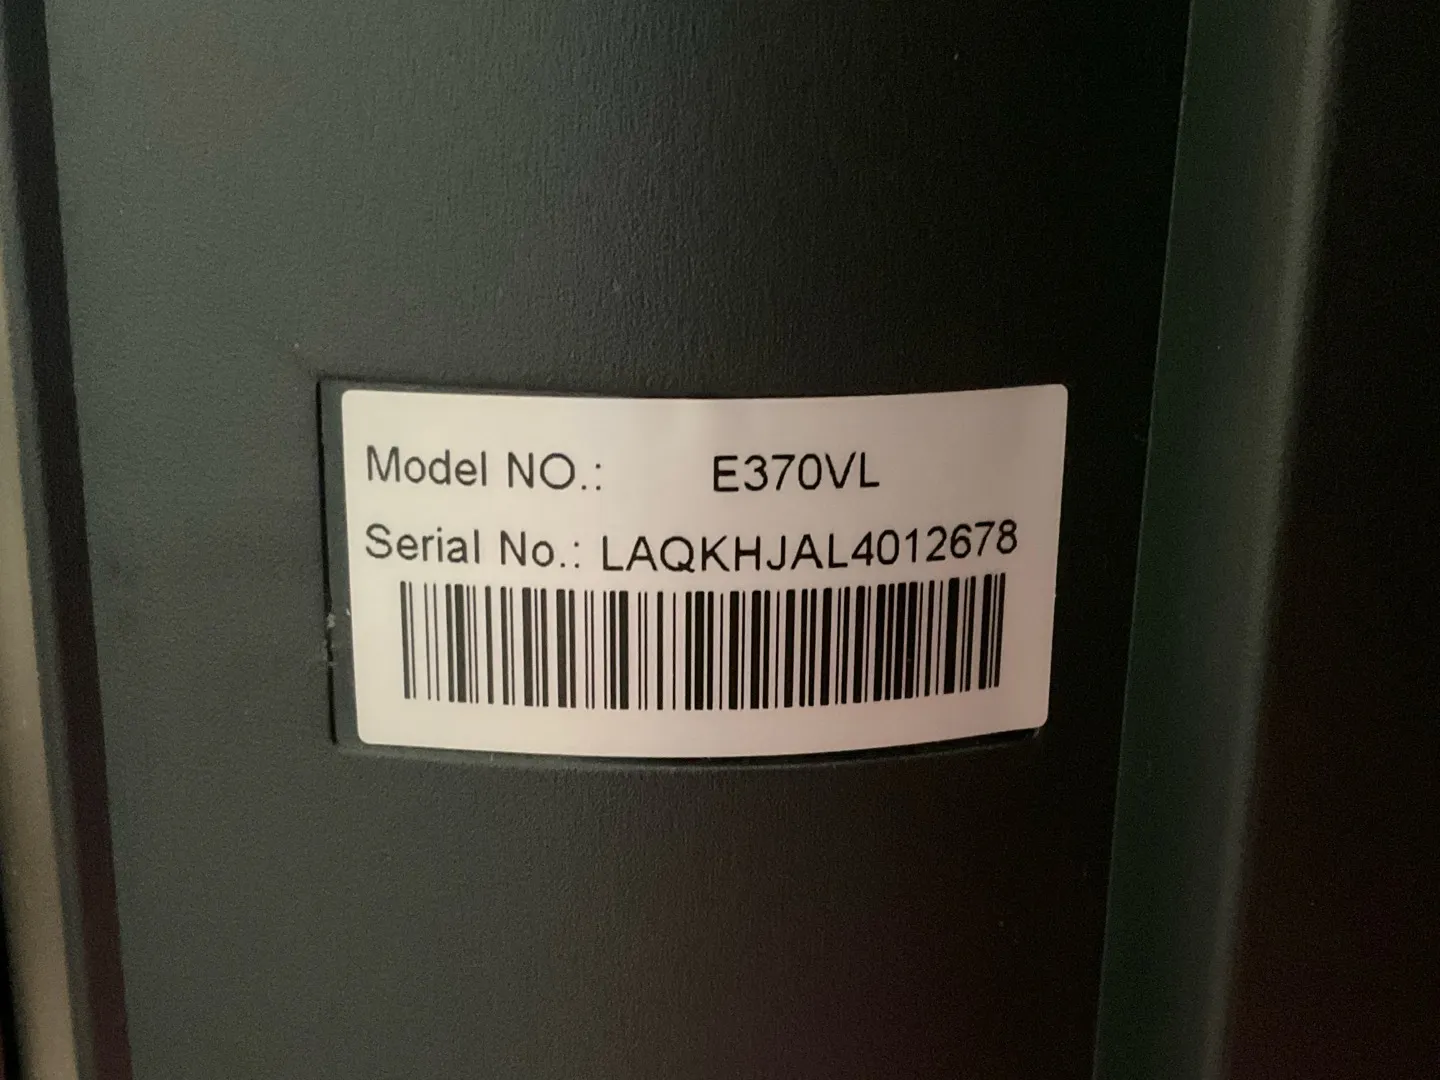 Model NO.: E370VL
Serial No.: LAQKHJAL4012678